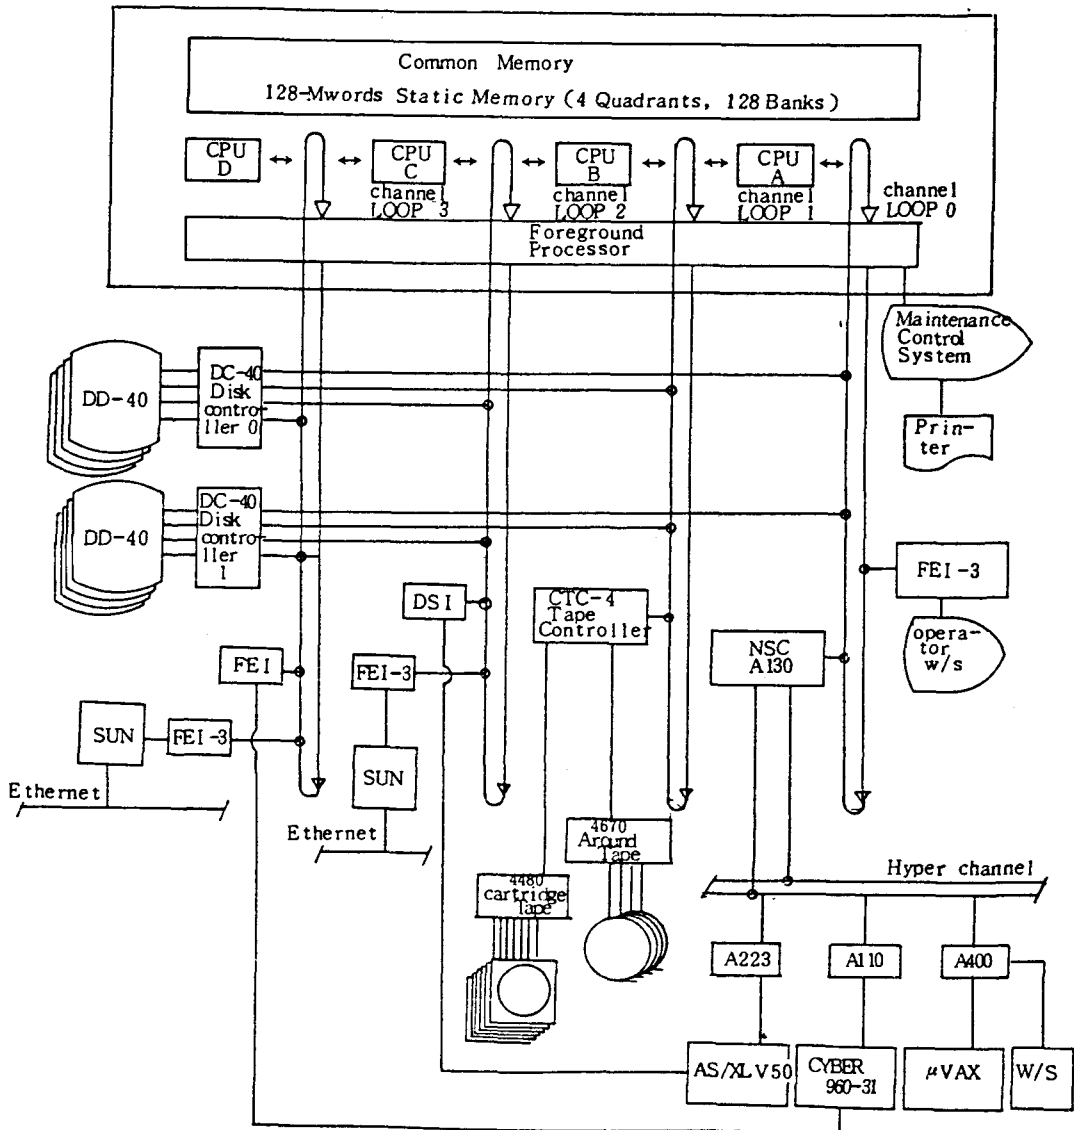 Common Memory
128-Mwords Static Memory (4 Quadrants, 128 Banks)
CPU
D
CPU
C
CPU
B
CPU
A
channel
LOOP 3
channel
LOOP 2
channel
LOOP 1
channel
LOOP 0
Foreground
Processor
Maintenance
Control
System
Prin-
ter
DD-40
DC-40
Disk
contro-
ller 0
DD-40
DC-40
Disk
contro-
ller
1
DSI
CTC-4
Tape
Controller
FEI-3
opera-
tor
w/s
NSC
A130
FEI
FEI-3
SUN
FEI-3
SUN
Ethernet
Ethernet
4670
Around
Tape
4480
cartridge
Tape
Hyper channel
A223
A110
A400
AS/XL V50
CYBER
960-31
μVAX
W/S